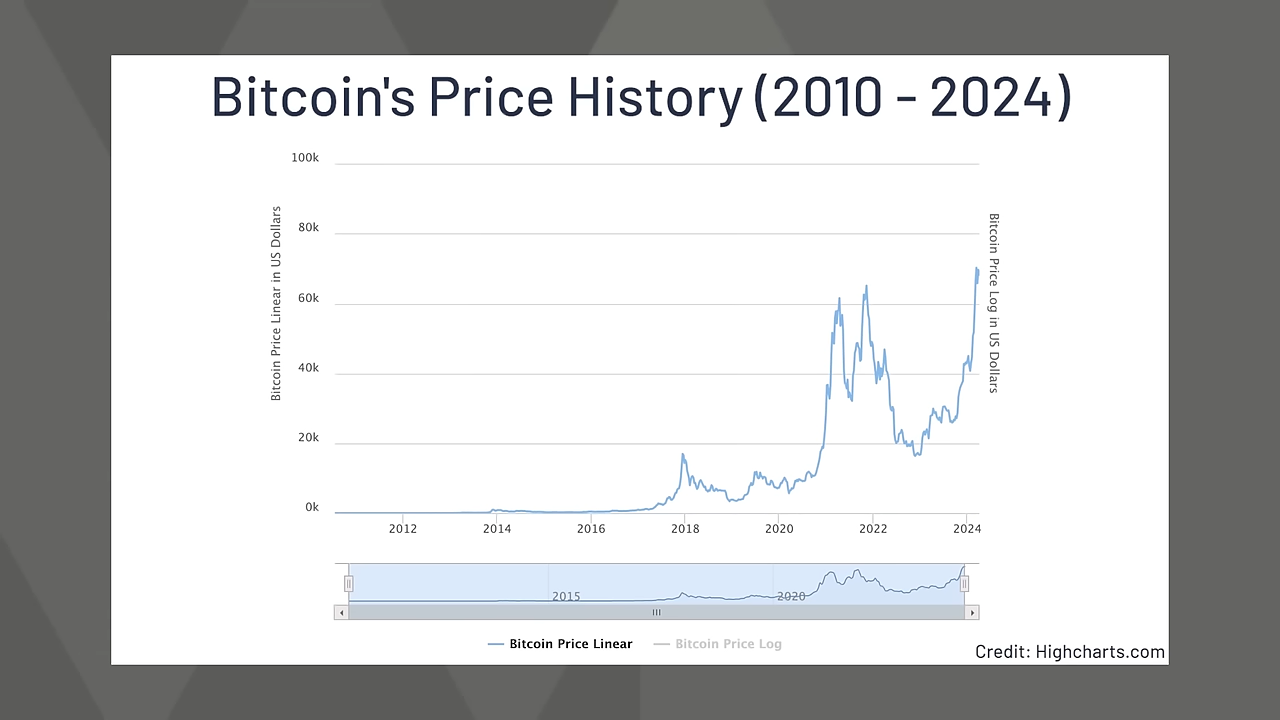 Bitcoin's Price History (2010 - 2024)
100k
80k
60k
40k
20k
0k
Bitcoin Price Linear in US Dollars
Bitcoin Price Log in US Dollars
2012 2014 2016 2018 2020 2022 2024
2015 2020
Bitcoin Price Linear Bitcoin Price Log
Credit: Highcharts.com